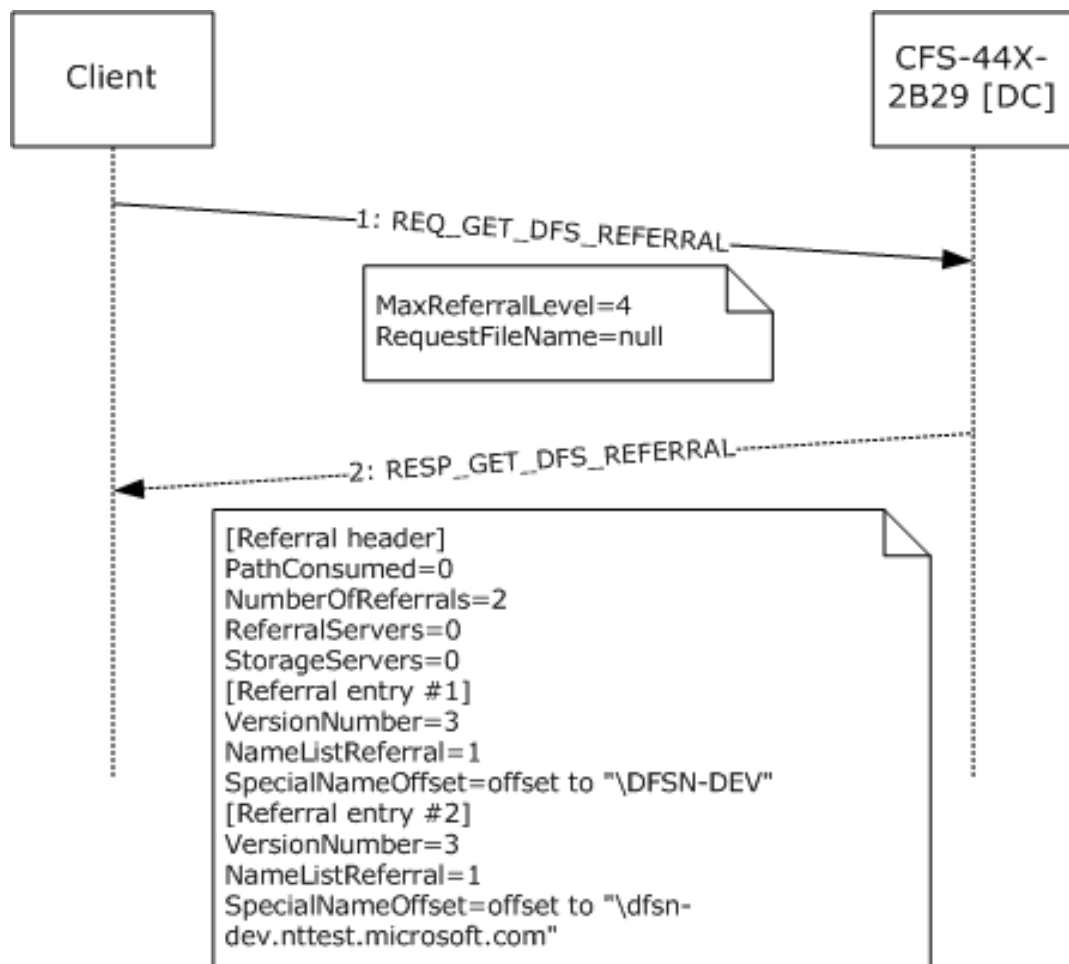 Client
CFS-44X-
2B29 [DC]
1: REQ_GET_DFS_REFERRAL
MaxReferralLevel=4
RequestFileName=null
2: RESP_GET_DFS_REFERRAL
[Referral header]
PathConsumed=0
NumberOfReferrals=2
ReferralServers=0
StorageServers=0
[Referral entry #1]
VersionNumber=3
NameListReferral=1
SpecialNameOffset=offset to "\DFSN-DEV"
[Referral entry #2]
VersionNumber=3
NameListReferral=1
SpecialNameOffset=offset to "\dfsn-
dev.nttest.microsoft.com"